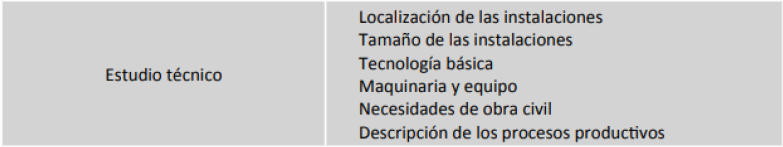 Estudio técnico
Localización de las instalaciones
Tamaño de las instalaciones
Tecnología básica
Maquinaria y equipo
Necesidades de obra civil
Descripción de los procesos productivos